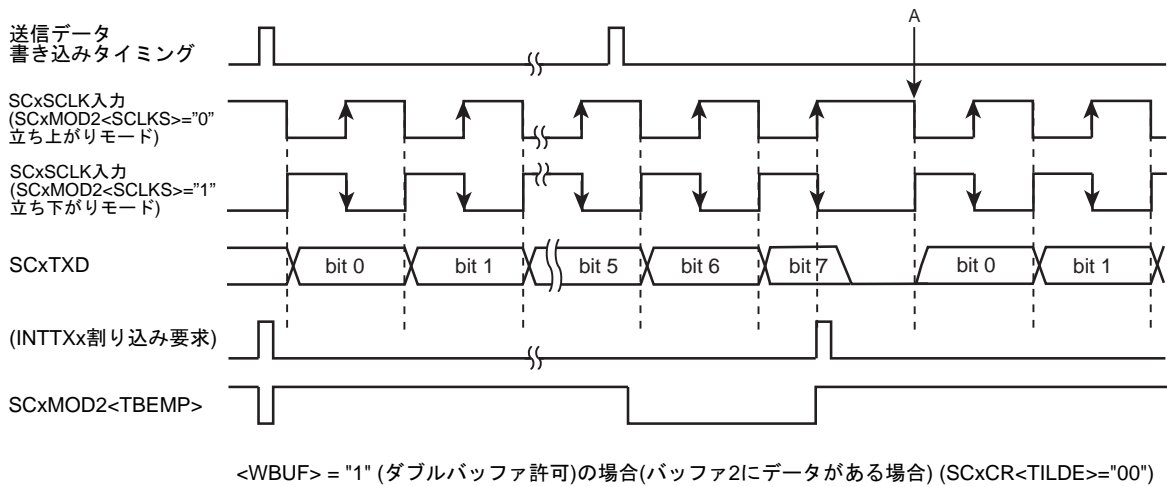 送信データ
書き込みタイミング
A
SCxSCLK入力
(SCxMOD2<SCLKS>="0"
立ち上がりモード)
SCxSCLK入力
(SCxMOD2<SCLKS>="1"
立ち下がりモード)
SCxTXD
bit 0
bit 1
bit 5
bit 6
bit 7
bit 0
bit 1
(INTTXx割り込み要求)
SCxMOD2<TBEMP>
<WBUF> = "1" (ダブルバッファ許可)の場合(バッファ2にデータがある場合) (SCxCR<TILDE>="00")